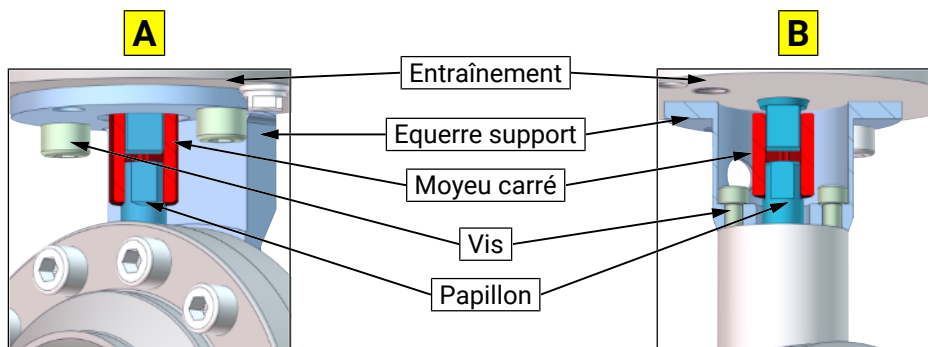 A
B
Entraînement
Equerre support
Moyeu carré
Vis
Papillon